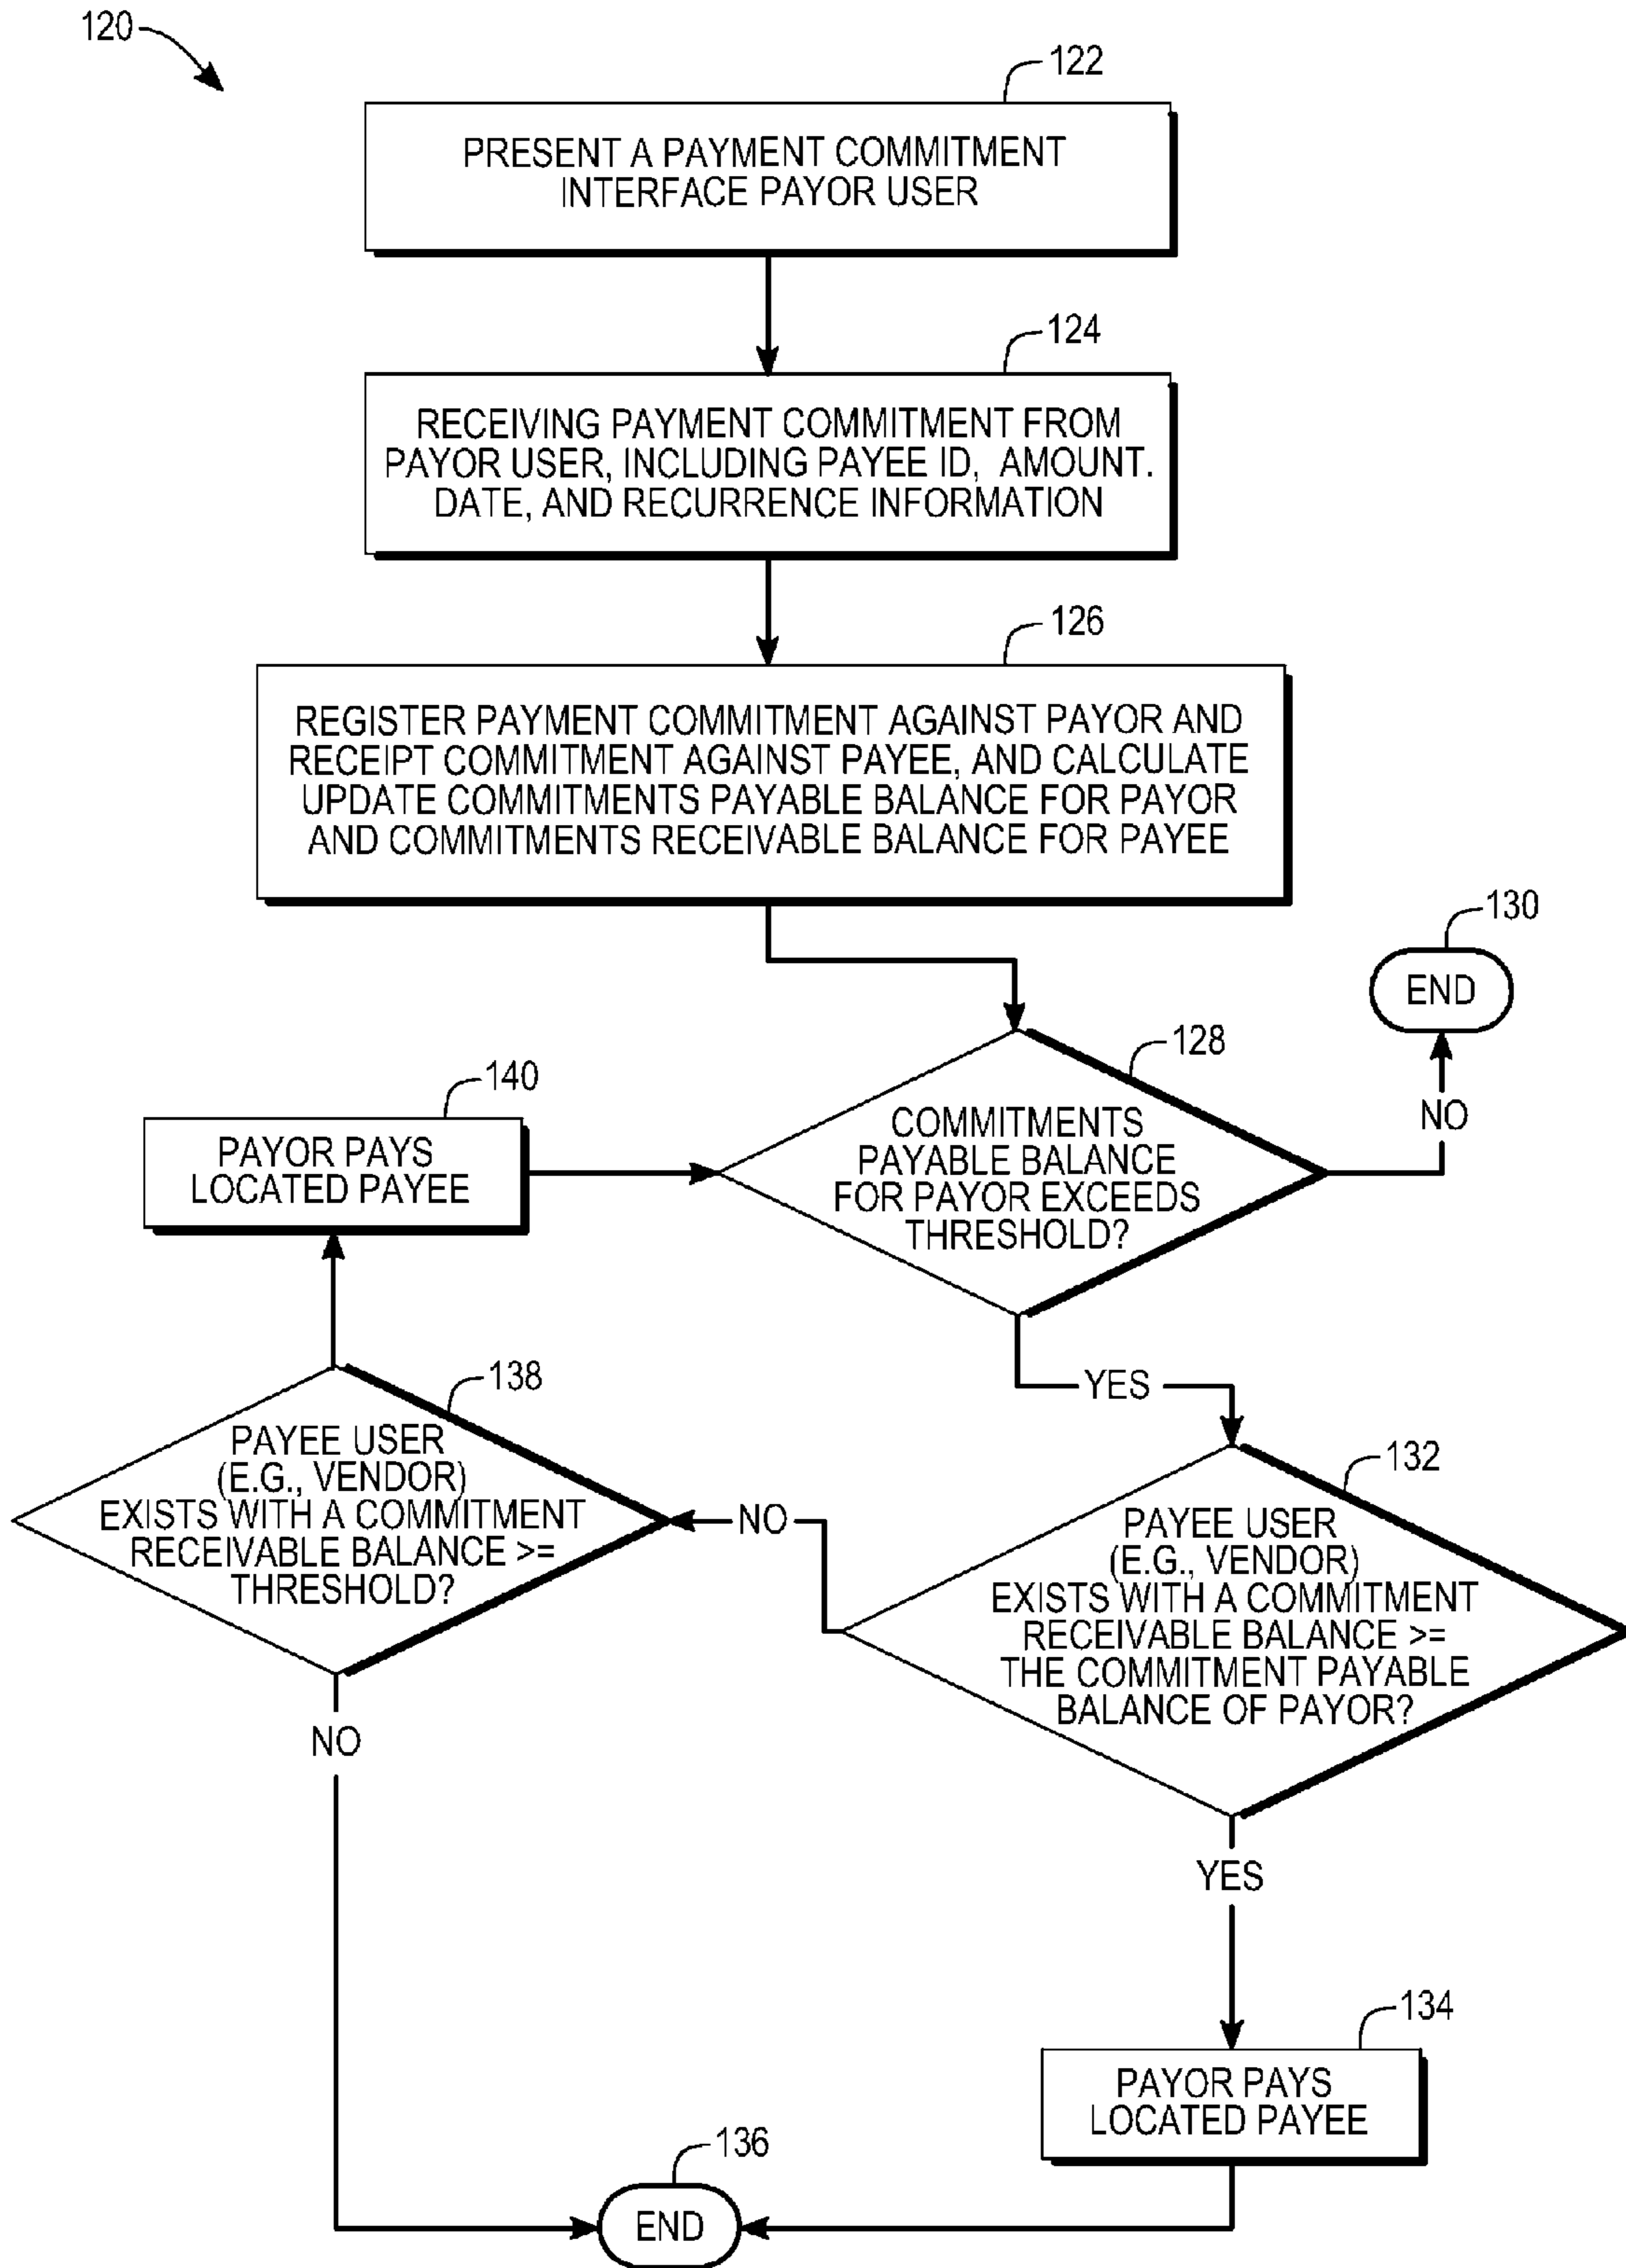 120
122
PRESENT A PAYMENT COMMITMENT
INTERFACE PAYOR USER
124
RECEIVING PAYMENT COMMITMENT FROM
PAYOR USER, INCLUDING PAYEE ID, AMOUNT.
DATE, AND RECURRENCE INFORMATION
126
REGISTER PAYMENT COMMITMENT AGAINST PAYOR AND
RECEIPT COMMITMENT AGAINST PAYEE, AND CALCULATE
UPDATE COMMITMENTS PAYABLE BALANCE FOR PAYOR
AND COMMITMENTS RECEIVABLE BALANCE FOR PAYEE
130
END
NO
128
COMMITMENTS
PAYABLE BALANCE
FOR PAYOR EXCEEDS
THRESHOLD?
140
PAYOR PAYS
LOCATED PAYEE
YES
138
PAYEE USER
(E.G., VENDOR)
EXISTS WITH A COMMITMENT
RECEIVABLE BALANCE >=
THRESHOLD?
NO
132
PAYEE USER
(E.G., VENDOR)
EXISTS WITH A COMMITMENT
RECEIVABLE BALANCE >=
THE COMMITMENT PAYABLE
BALANCE OF PAYOR?
NO
YES
134
PAYOR PAYS
LOCATED PAYEE
136
END